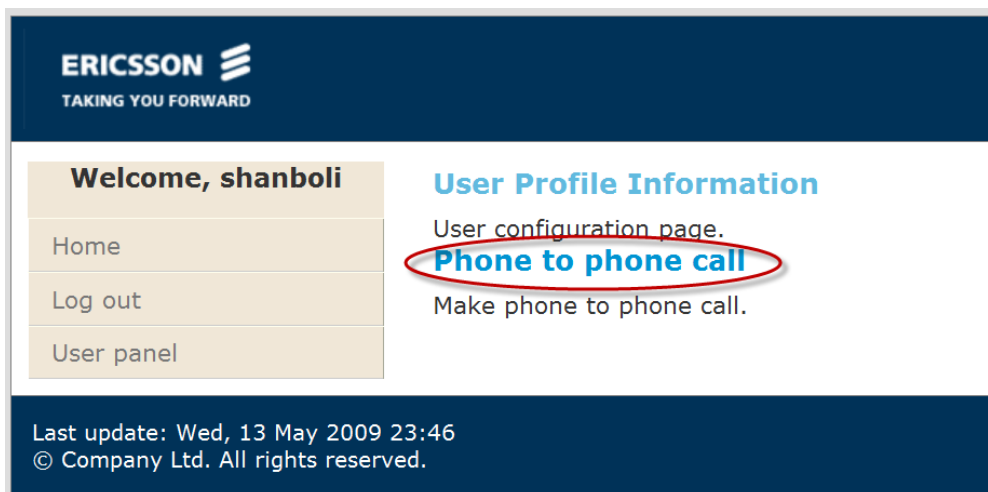 ERICSSON
TAKING YOU FORWARD
Welcome, shanboli
Home
Log out
User panel
User Profile Information
User configuration page.
Phone to phone call
Make phone to phone call.
Last update: Wed, 13 May 2009 23:46
© Company Ltd. All rights reserved.